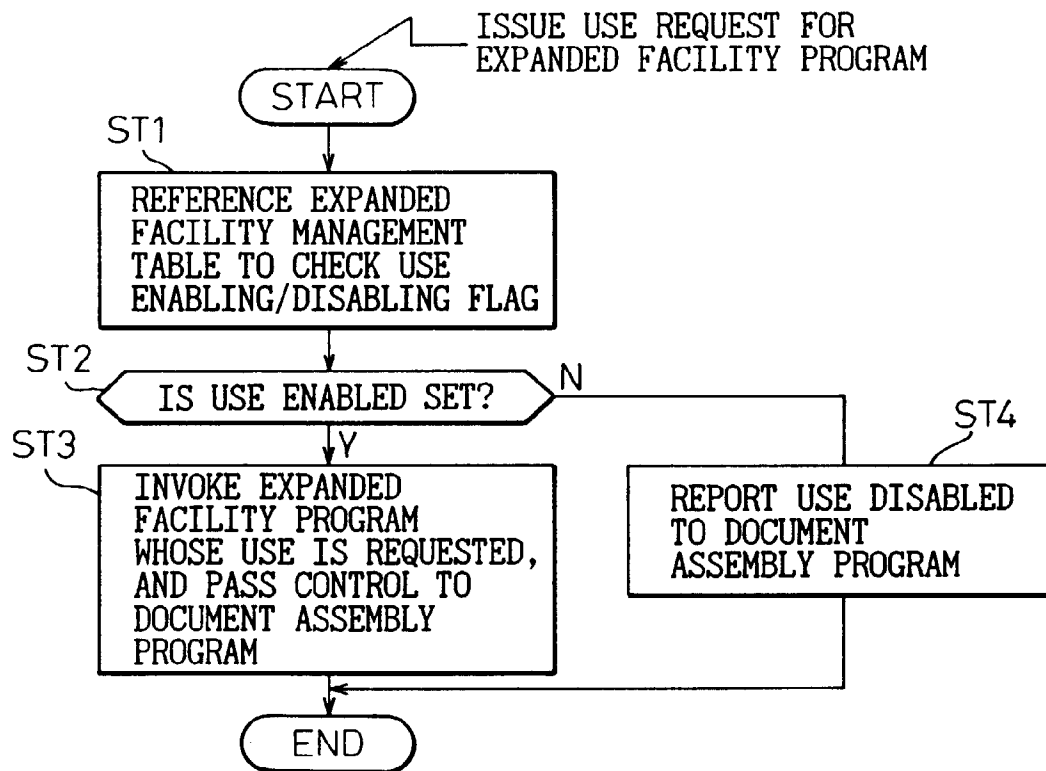 ISSUE USE REQUEST FOR
EXPANDED FACILITY PROGRAM
START
ST1
REFERENCE EXPANDED
FACILITY MANAGEMENT
TABLE TO CHECK USE
ENABLING/DISABLING FLAG
ST2
IS USE ENABLED SET?
N
Y
ST3
INVOKE EXPANDED
FACILITY PROGRAM
WHOSE USE IS REQUESTED,
AND PASS CONTROL TO
DOCUMENT ASSEMBLY
PROGRAM
ST4
REPORT USE DISABLED
TO DOCUMENT
ASSEMBLY PROGRAM
END